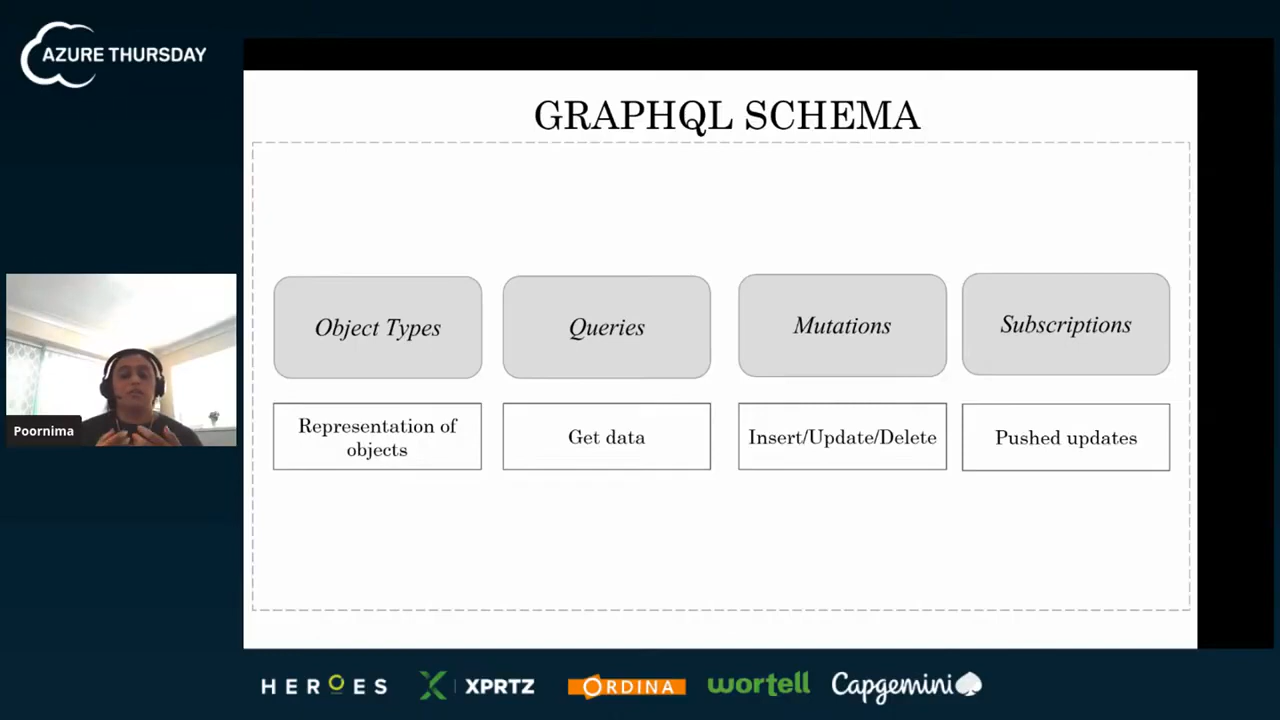 AZURE THURSDAY
GRAPHQL SCHEMA
Object Types
Queries
Mutations
Subscriptions
Representation of
objects
Get data
Insert/Update/Delete
Pushed updates
Poornima
HEROES
XPRTZ
ORDINA
wortell
Capgemini